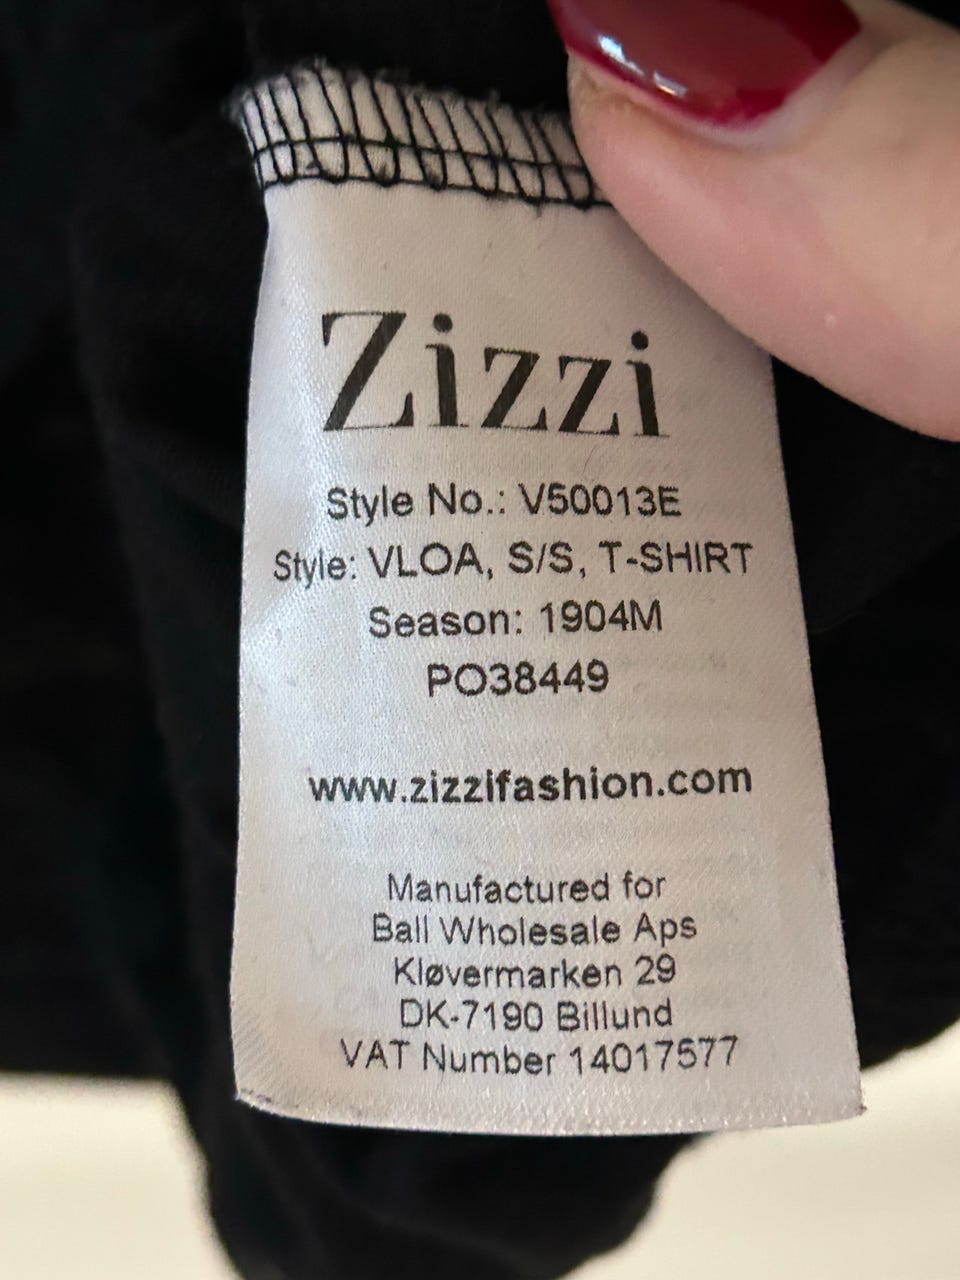 Zizzi
Style No.: V50013E
Style: VLOA, S/S, T-SHIRT
Season: 1904M
PO38449
www.zizzifashion.com
Manufactured for
Ball Wholesale Aps
Kløvermarken 29
DK-7190 Billund
VAT Number 14017577